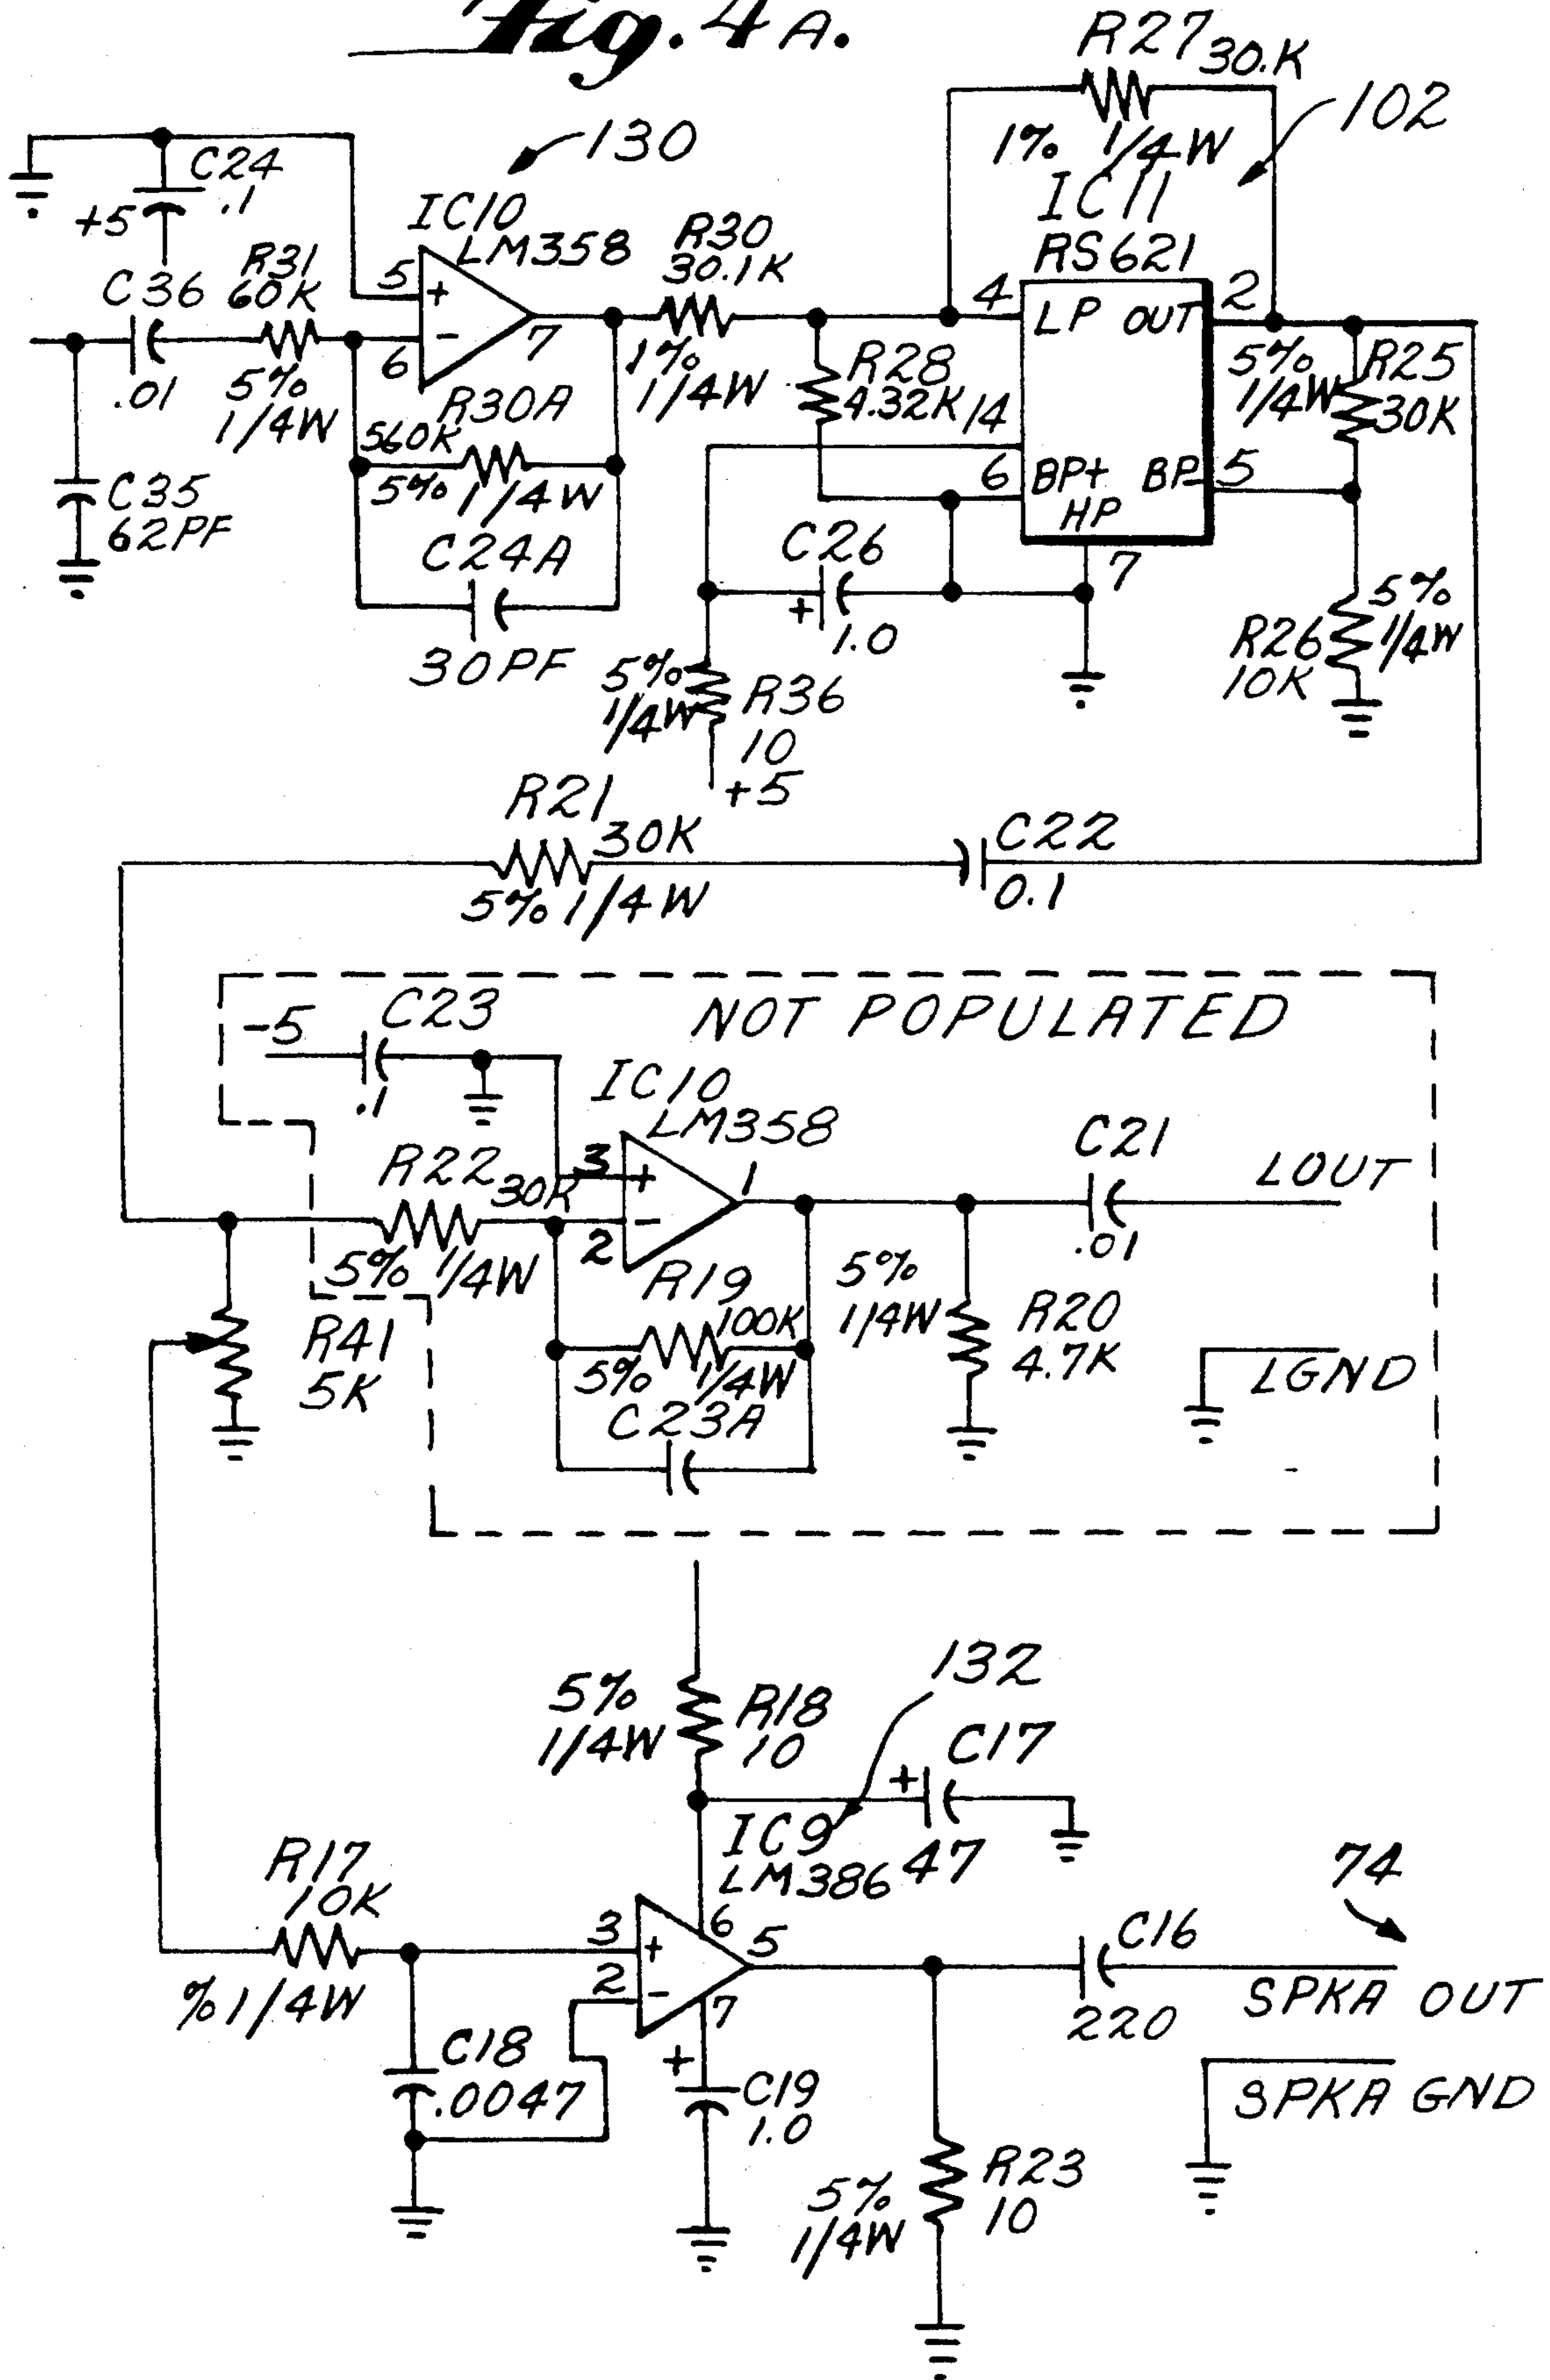 Fig. 4A.
R27 30.K
1% 1/4W
102
130
C24
.1
+5
IC10
LM358
5
+
6
-
7
C36
.01
R31
60K
5%
1/4W
R30
30.1K
1%
1/4W
IC11
RS621
4
LP
OUT
2
R28
4.32K
14
6
BP+
BP-
5
HP
7
5%
1/4W
R25
30K
R30A
560K
5% 1/4W
C35
62PF
C24A
30PF
C26
+
1.0
5%
1/4W
R36
10
+5
R26
10K
5%
1/4W
R21
30K
5% 1/4W
C22
0.1
NOT POPULATED
-5
C23
.1
IC10
LM358
3
+
2
-
1
R22
30K
5% 1/4W
C21
.01
LOUT
R19
100K
5% 1/4W
C23A
5%
1/4W
R20
4.7K
LGND
R41
5K
5%
1/4W
R18
10
132
+
C17
47
IC9
LM386
74
R17
10K
% 1/4W
3
+
2
-
6
5
7
C18
.0047
+
C19
1.0
C16
220
SPKA OUT
SPKA GND
5%
1/4W
R23
10